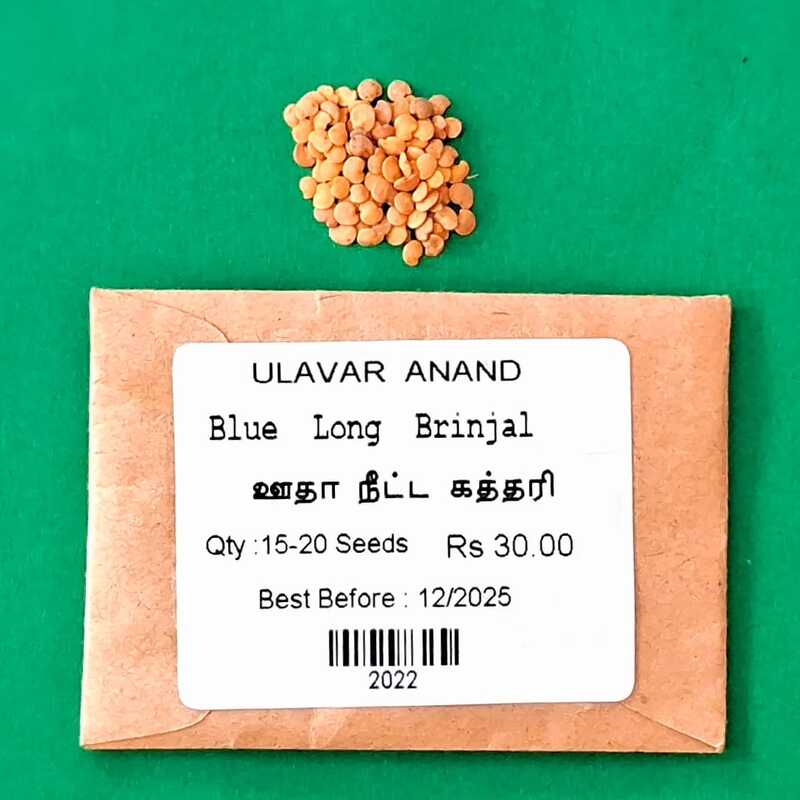 ULAVAR ANAND
Blue Long Brinjal
ஊதா நீட்ட கத்தரி
Qty :15-20 Seeds Rs 30.00
Best Before : 12/2025
2022